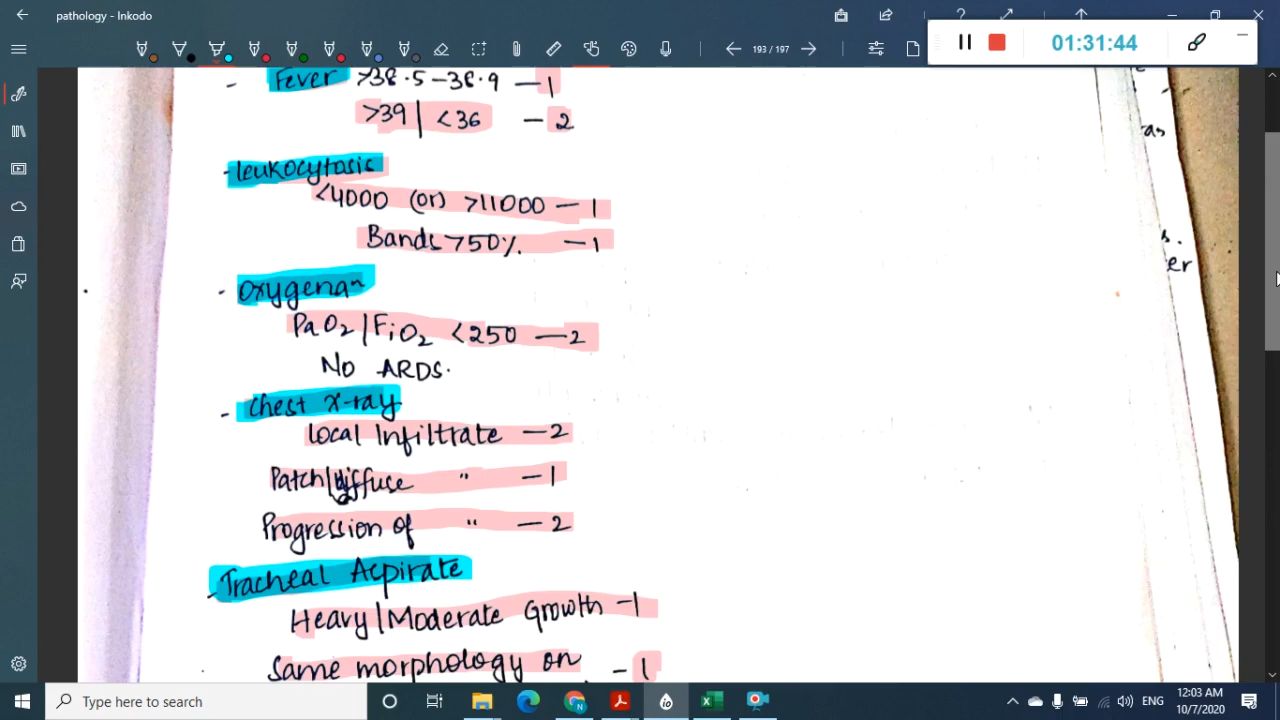 pathology - Inkodo
193 / 197
01:31:44
- Fever >38.5-38.9 - 1
>39 | <36 - 2
as
- leukocytosis
<4000 (or) >11000 - 1
Bands >50% - 1
s.
er
- Oxygenan
PaO2 | FiO2 <250 - 2
No ARDS.
- Chest x-ray
Local Infiltrate - 2
Patch | diffuse " - 1
Progression of " - 2
- Tracheal Aspirate
Heavy | Moderate Growth - 1
Same morphology on - 1
Type here to search
ENG
12:03 AM
10/7/2020